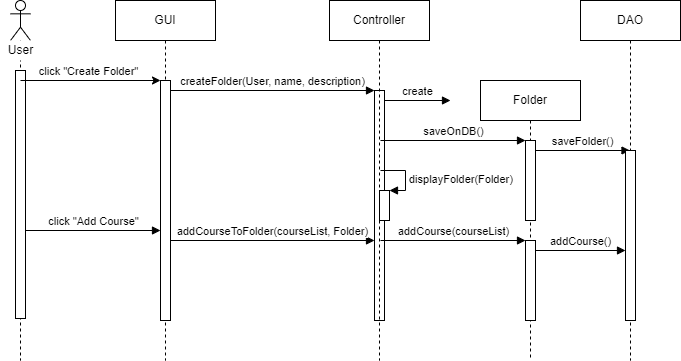 GUI
Controller
DAO
User
click "Create Folder"
createFolder(User, name, description)
create
Folder
saveOnDB()
saveFolder()
displayFolder(Folder)
click "Add Course"
addCourseToFolder(courseList, Folder)
addCourse(courseList)
addCourse()